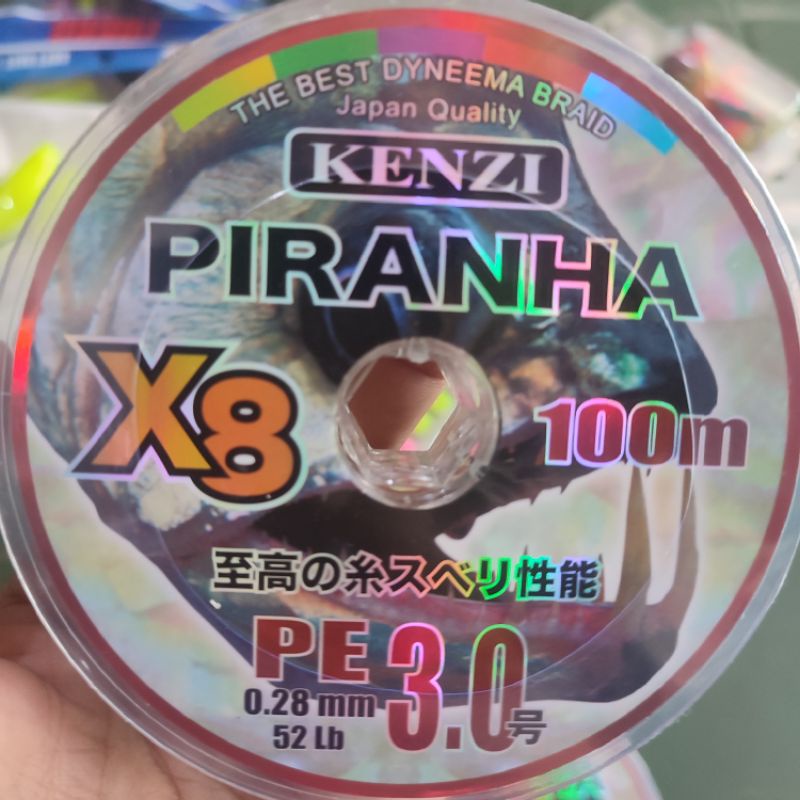 THE BEST DYNEEMA BRAID
Japan Quality
KENZI
PIRANHA
X8
100m
至高の糸スベリ性能
PE 3.0号
0.28 mm
52 Lb